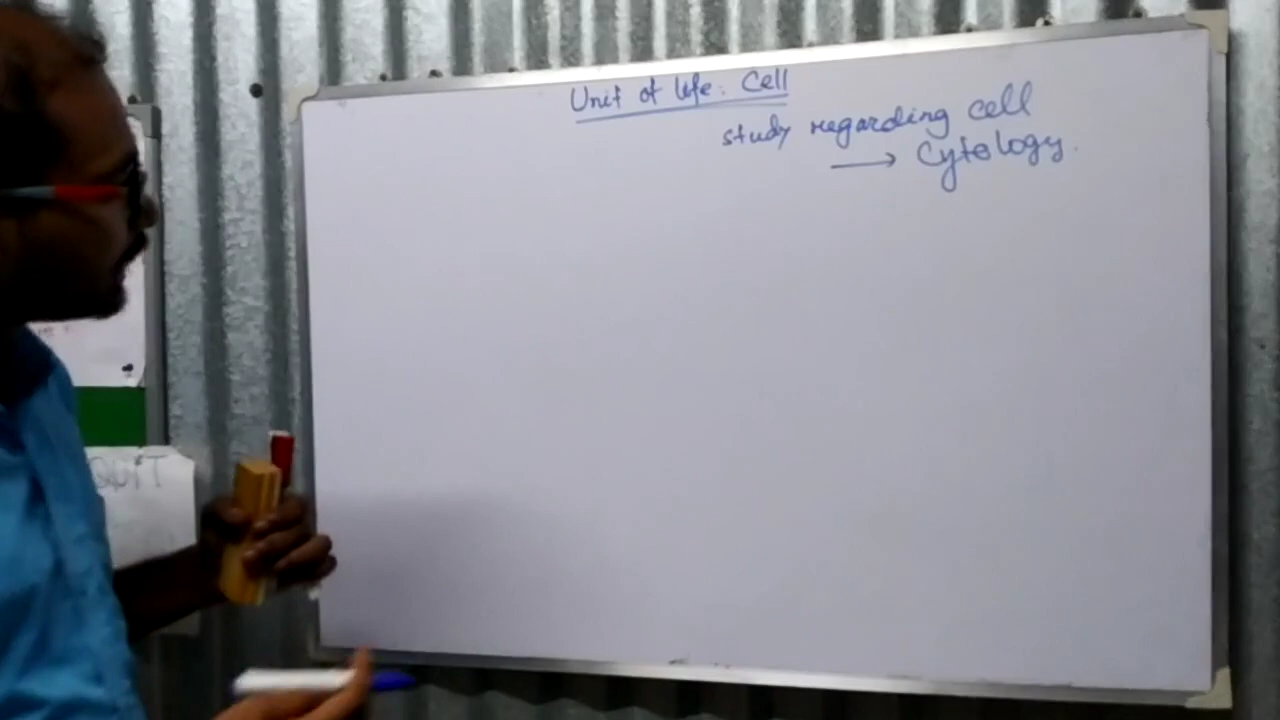 Unit of life: Cell
study regarding cell
→ Cytology.